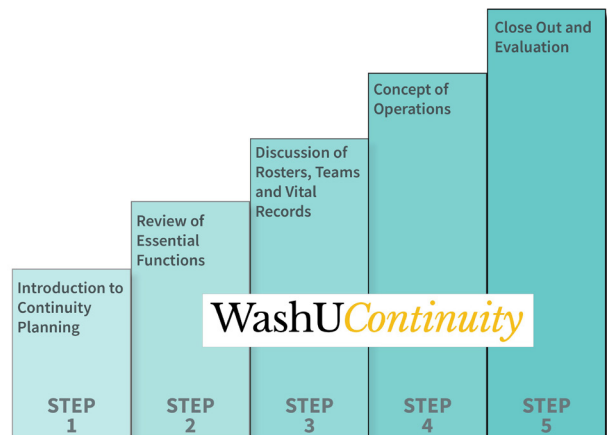 Close Out and
Evaluation
Concept of
Operations
Discussion of
Rosters, Teams
and Vital
Records
Review of
Essential
Functions
Introduction to
Continuity
Planning
WashUContinuity
STEP
1
STEP
2
STEP
3
STEP
4
STEP
5